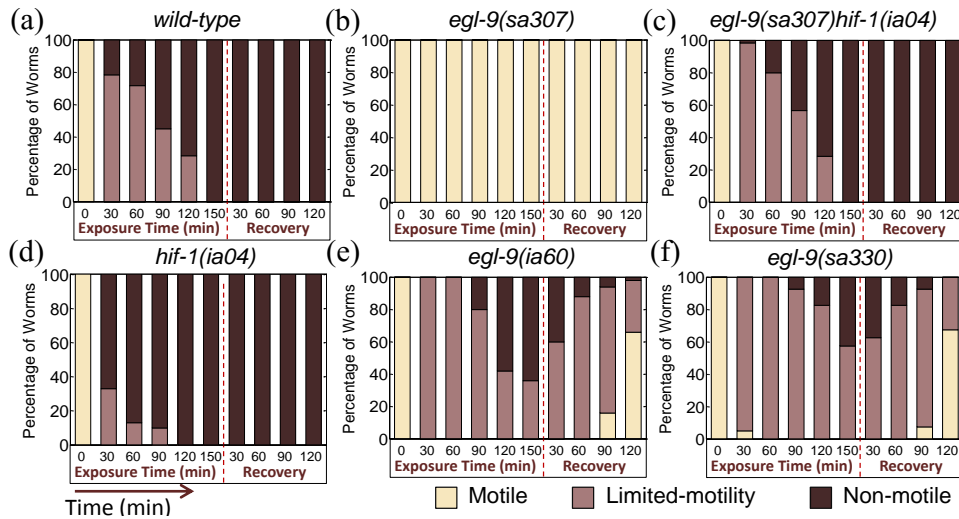 (a) wild-type
Percentage of Worms
100
80
60
40
20
0
0 30 60 90 120 150 30 60 90 120
Exposure Time (min) Recovery
(b) egl-9(sa307)
Percentage of Worms
100
80
60
40
20
0
0 30 60 90 120 150 30 60 90 120
Exposure Time (min) Recovery
(c) egl-9(sa307)hif-1(ia04)
Percentage of Worms
100
80
60
40
20
0
0 30 60 90 120 150 30 60 90 120
Exposure Time (min) Recovery
(d) hif-1(ia04)
Percentage of Worms
100
80
60
40
20
0
0 30 60 90 120 150 30 60 90 120
Exposure Time (min) Recovery
(e) egl-9(ia60)
Percentage of Worms
100
80
60
40
20
0
0 30 60 90 120 150 30 60 90 120
Exposure Time (min) Recovery
(f) egl-9(sa330)
Percentage of Worms
100
80
60
40
20
0
0 30 60 90 120 150 30 60 90 120
Exposure Time (min) Recovery
Time (min)
Motile Limited-motility Non-motile